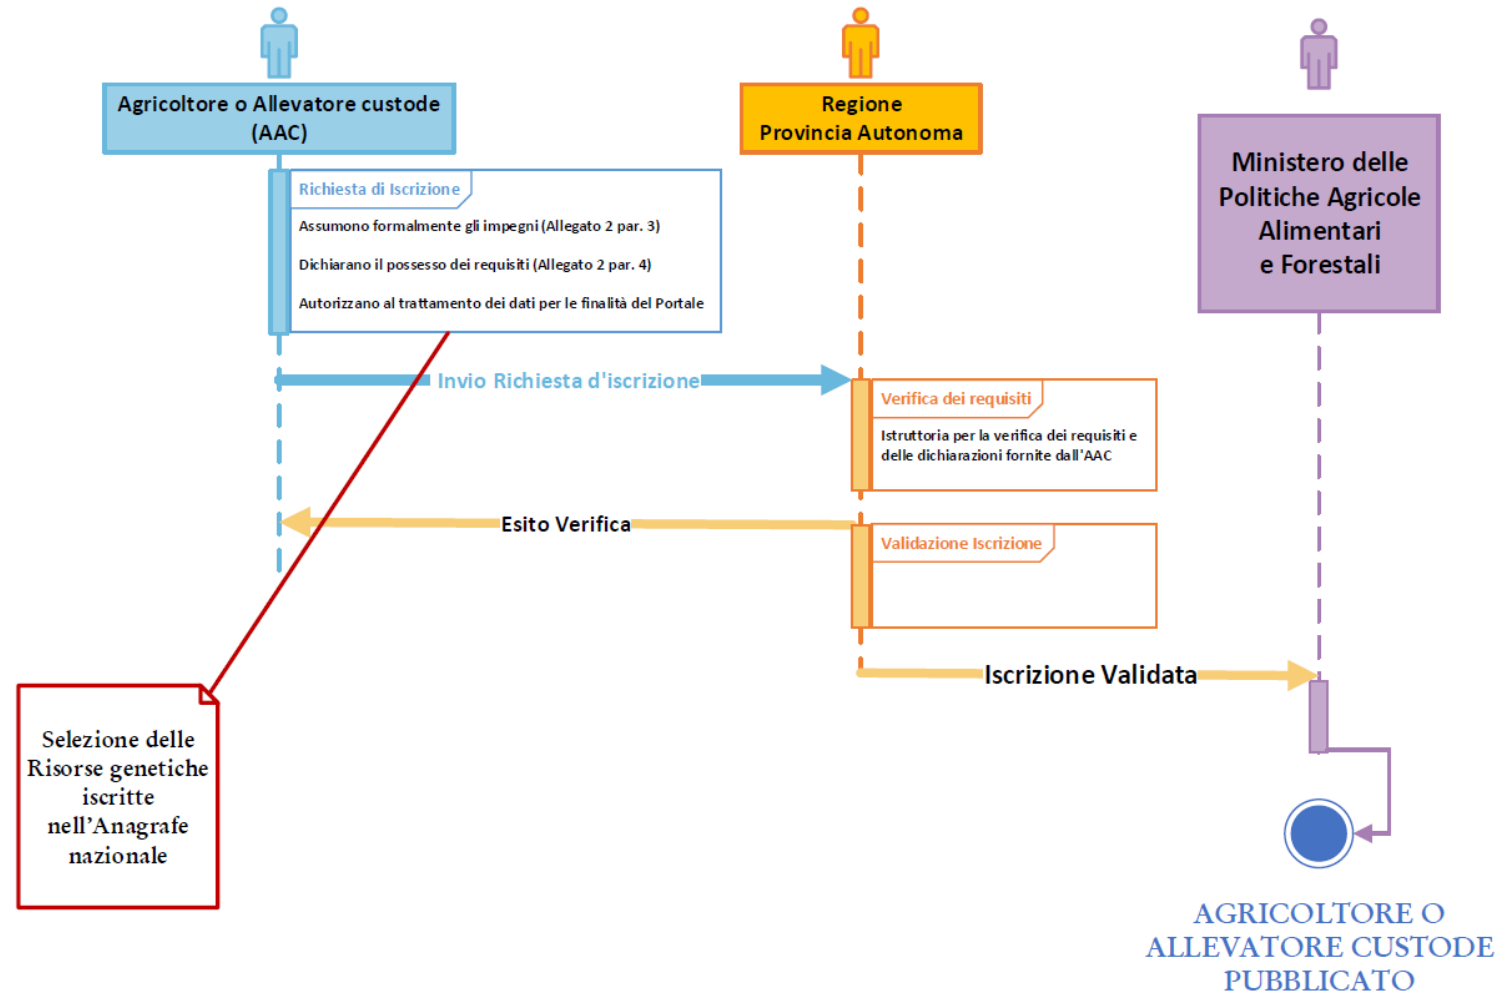 Agricoltore o Allevatore custode
(AAC)
Regione
Provincia Autonoma
Ministero delle
Politiche Agricole
Alimentari
e Forestali
Richiesta di Iscrizione
Assumono formalmente gli impegni (Allegato 2 par. 3)
Dichiarano il possesso dei requisiti (Allegato 2 par. 4)
Autorizzano al trattamento dei dati per le finalità del Portale
Invio Richiesta d'iscrizione
Verifica dei requisiti
Istruttoria per la verifica dei requisiti e
delle dichiarazioni fornite dall'AAC
Esito Verifica
Validazione Iscrizione
Iscrizione Validata
Selezione delle
Risorse genetiche
iscritte
nell’Anagrafe
nazionale
AGRICOLTORE O
ALLEVATORE CUSTODE
PUBBLICATO